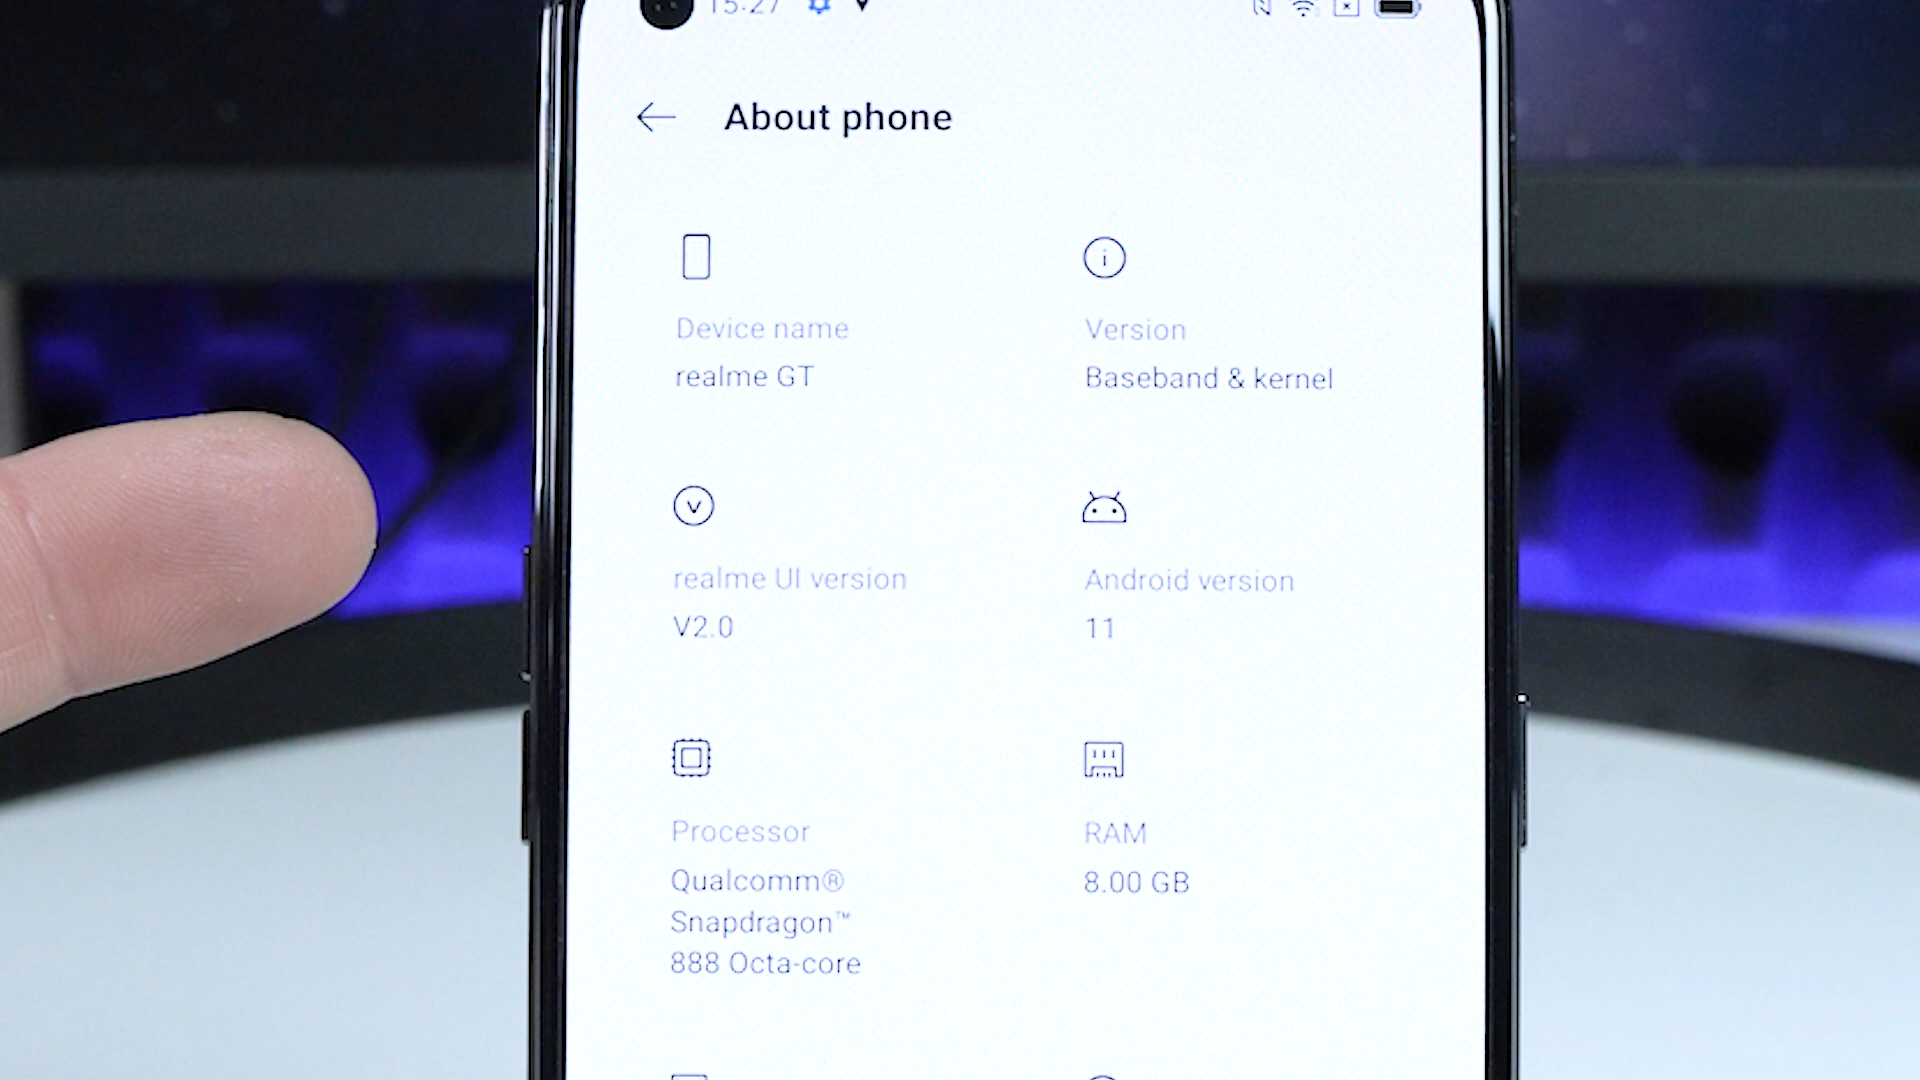 15:27
About phone
Device name
realme GT
Version
Baseband & kernel
realme UI version
V2.0
Android version
11
Processor
Qualcomm®
Snapdragon™
888 Octa-core
RAM
8.00 GB